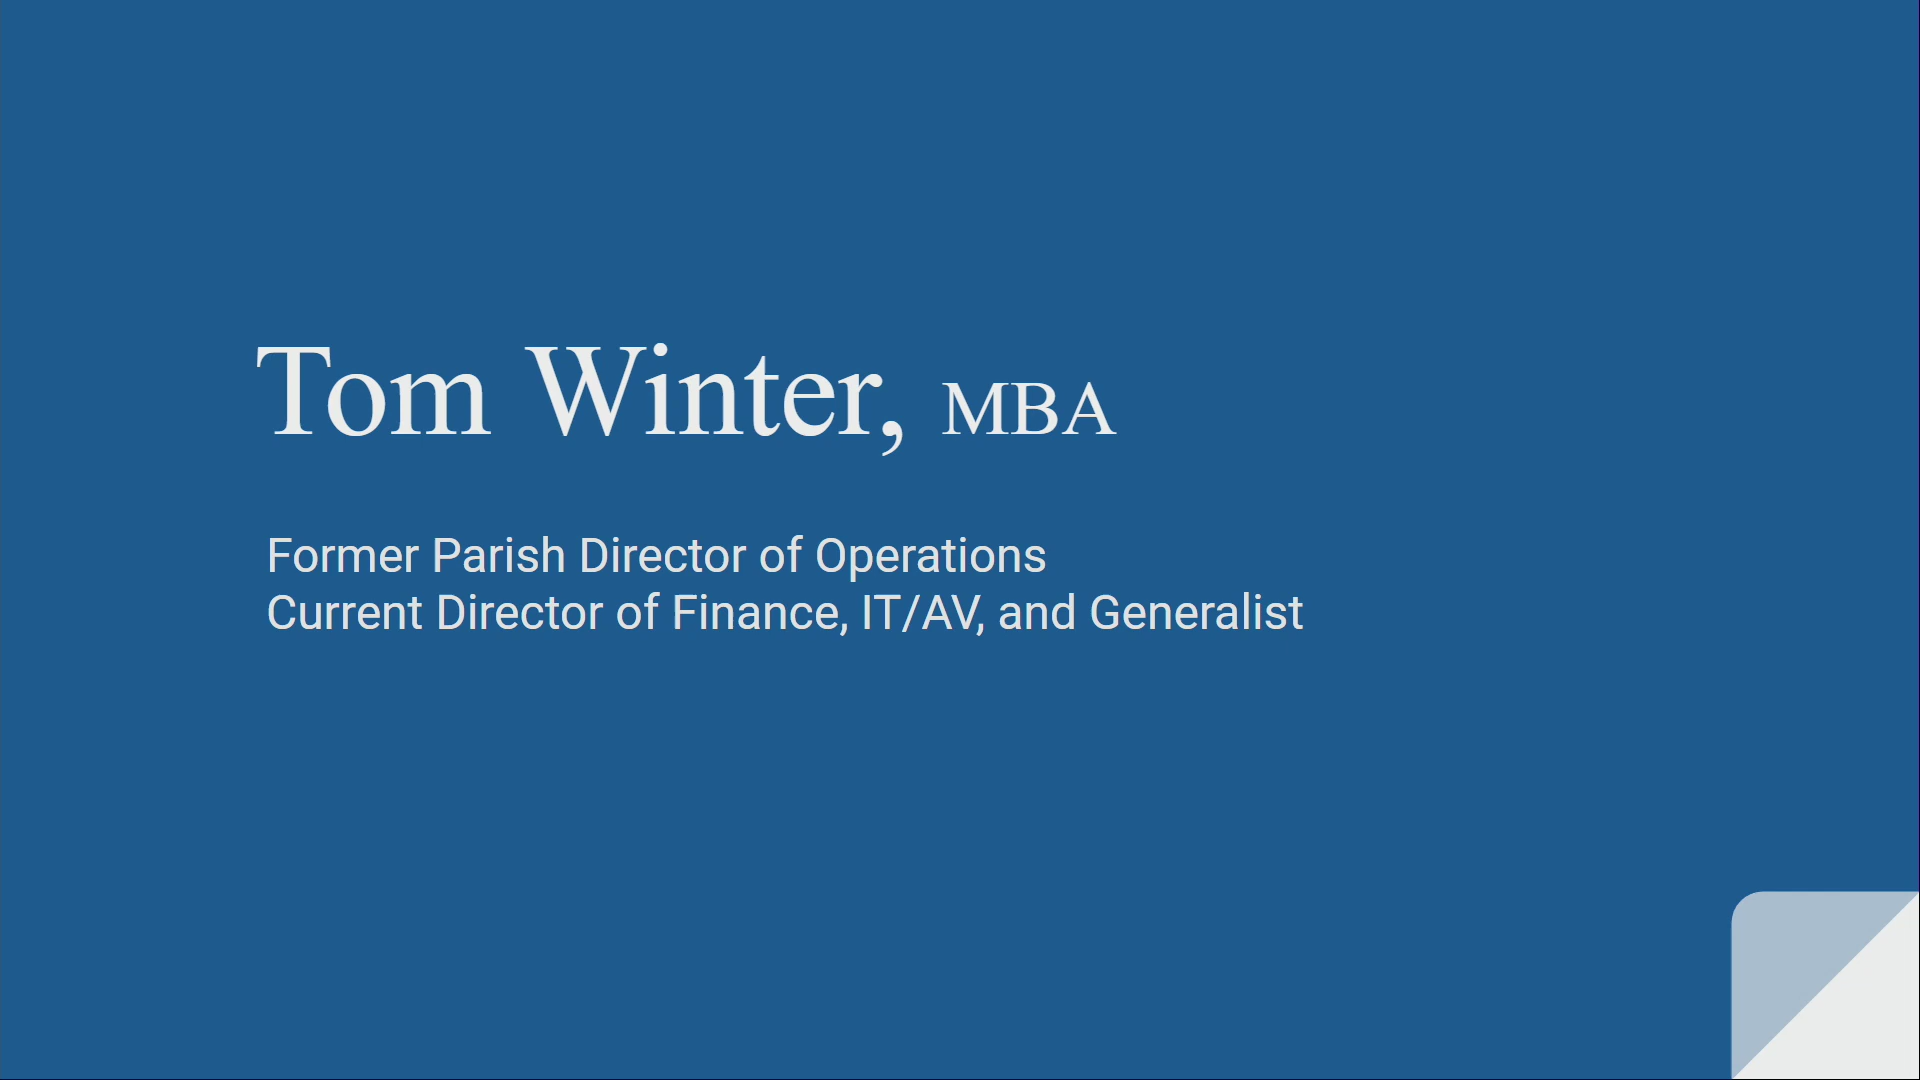 Tom Winter, MBA
Former Parish Director of Operations
Current Director of Finance, IT/AV, and Generalist